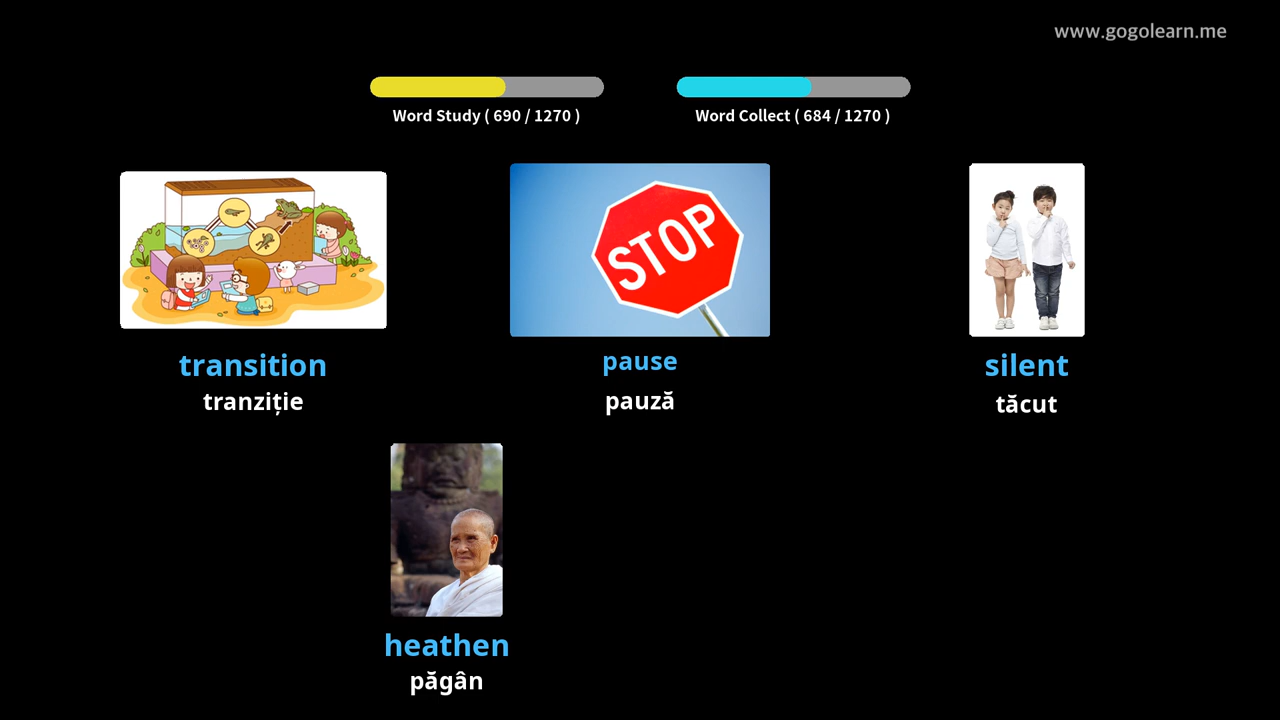 www.gogolearn.me
Word Study ( 690 / 1270 )
Word Collect ( 684 / 1270 )
STOP
transition
tranziție
pause
pauză
silent
tăcut
heathen
păgân